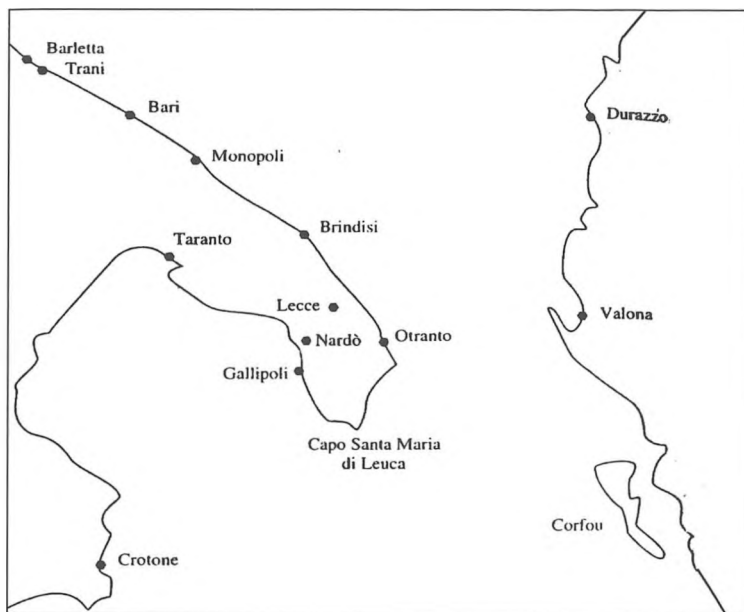 Barletta
Trani
Bari
Durazzo
Monopoli
Brindisi
Taranto
Lecce
Valona
Nardò
Otranto
Gallipoli
Capo Santa Maria
di Leuca
Corfou
Crotone